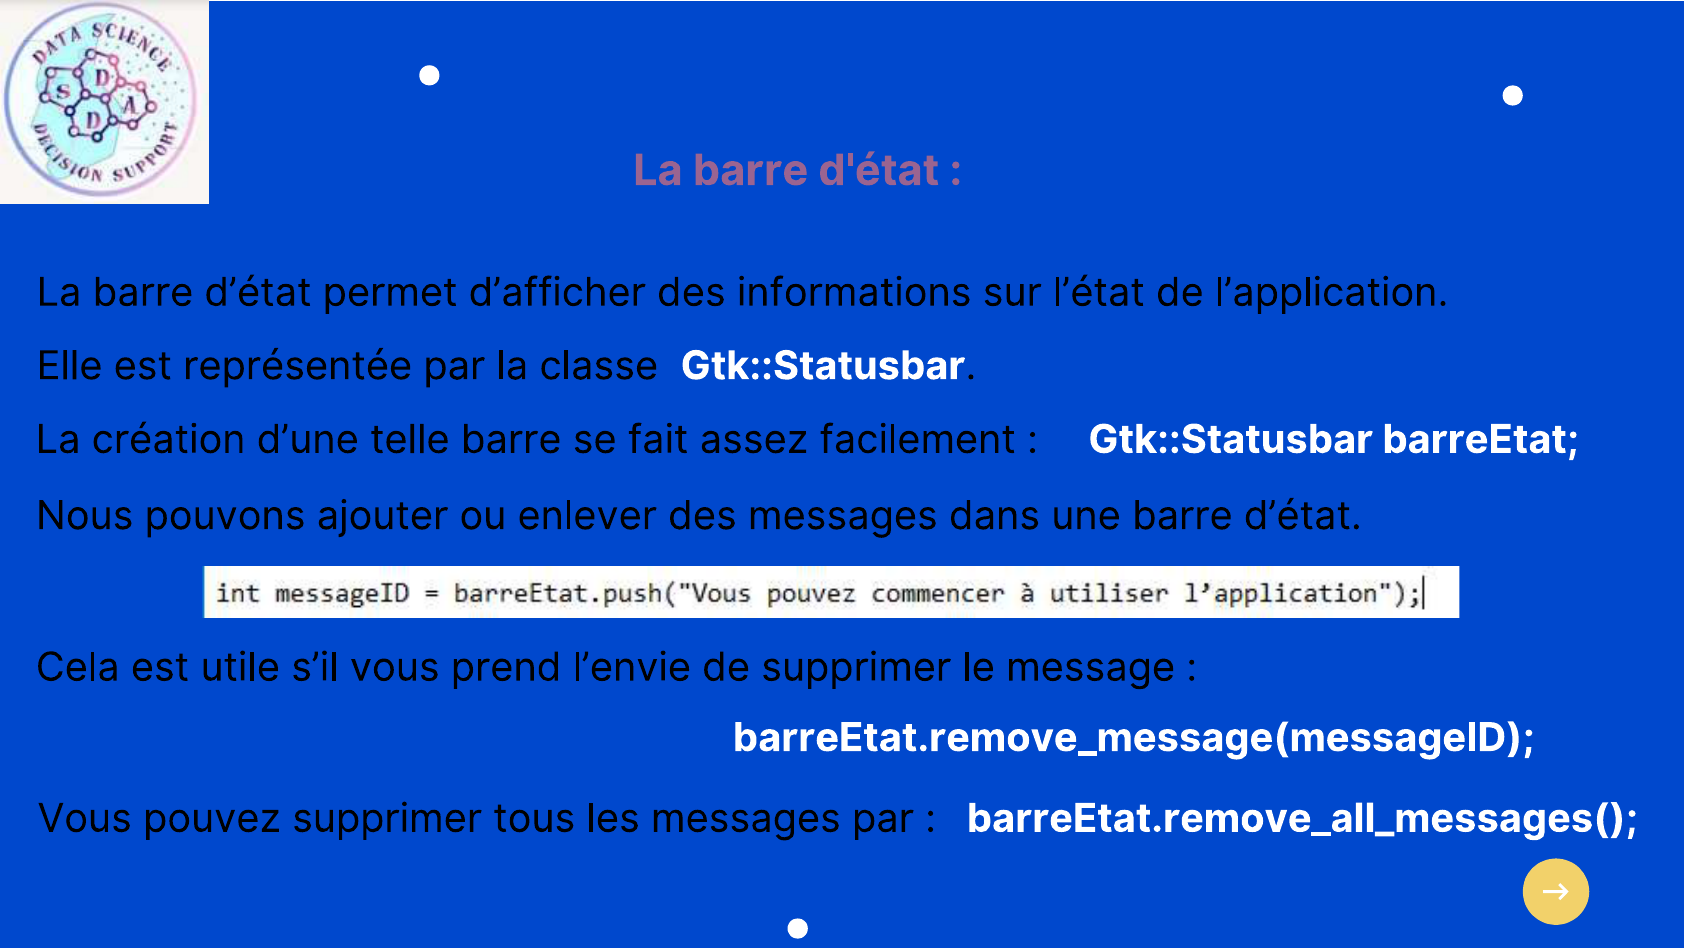 DATA SCIENCE
S D
D A
DECISION SUPPORT
La barre d'état :
La barre d’état permet d’afficher des informations sur l’état de l’application.
Elle est représentée par la classe Gtk::Statusbar.
La création d’une telle barre se fait assez facilement : Gtk::Statusbar barreEtat;
Nous pouvons ajouter ou enlever des messages dans une barre d’état.
int messageID = barreEtat.push("Vous pouvez commencer à utiliser l’application");
Cela est utile s’il vous prend l’envie de supprimer le message :
barreEtat.remove_message(messageID);
Vous pouvez supprimer tous les messages par : barreEtat.remove_all_messages();